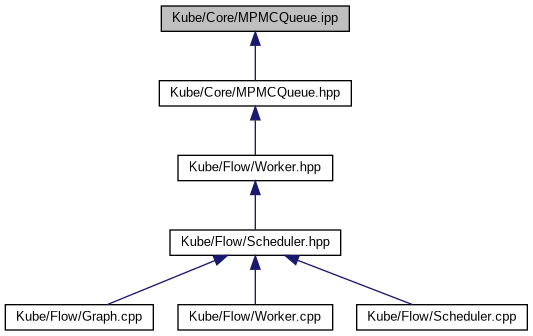 Kube/Core/MPMCQueue.ipp
Kube/Core/MPMCQueue.hpp
Kube/Flow/Worker.hpp
Kube/Flow/Scheduler.hpp
Kube/Flow/Graph.cpp
Kube/Flow/Worker.cpp
Kube/Flow/Scheduler.cpp